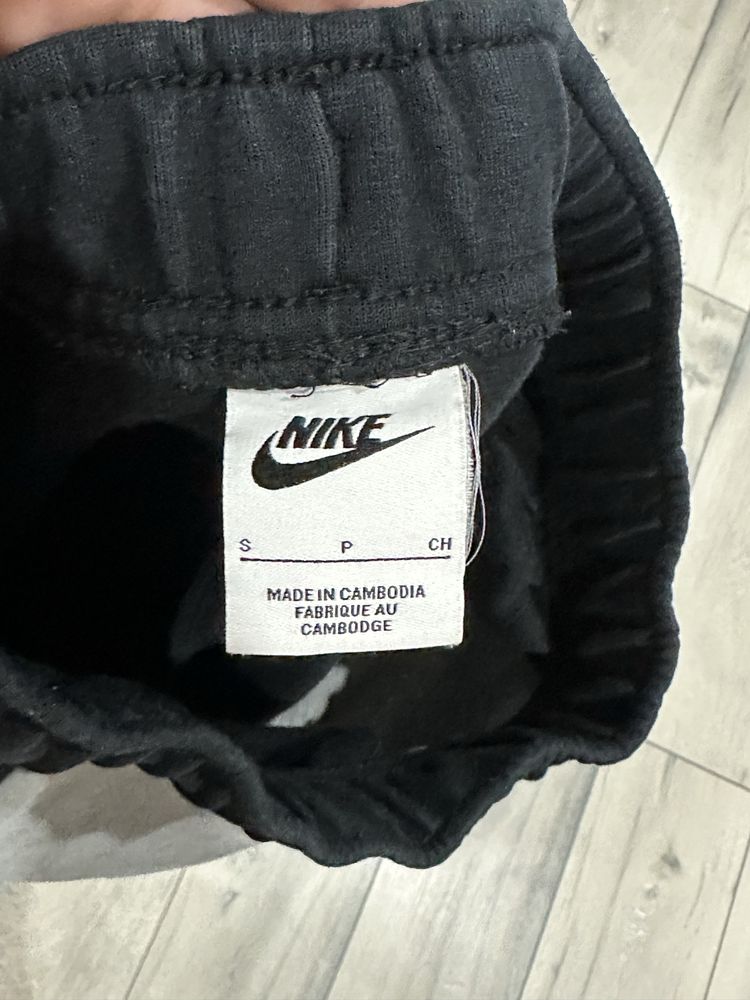 NIKE
S P CH
MADE IN CAMBODIA
FABRIQUE AU
CAMBODGE